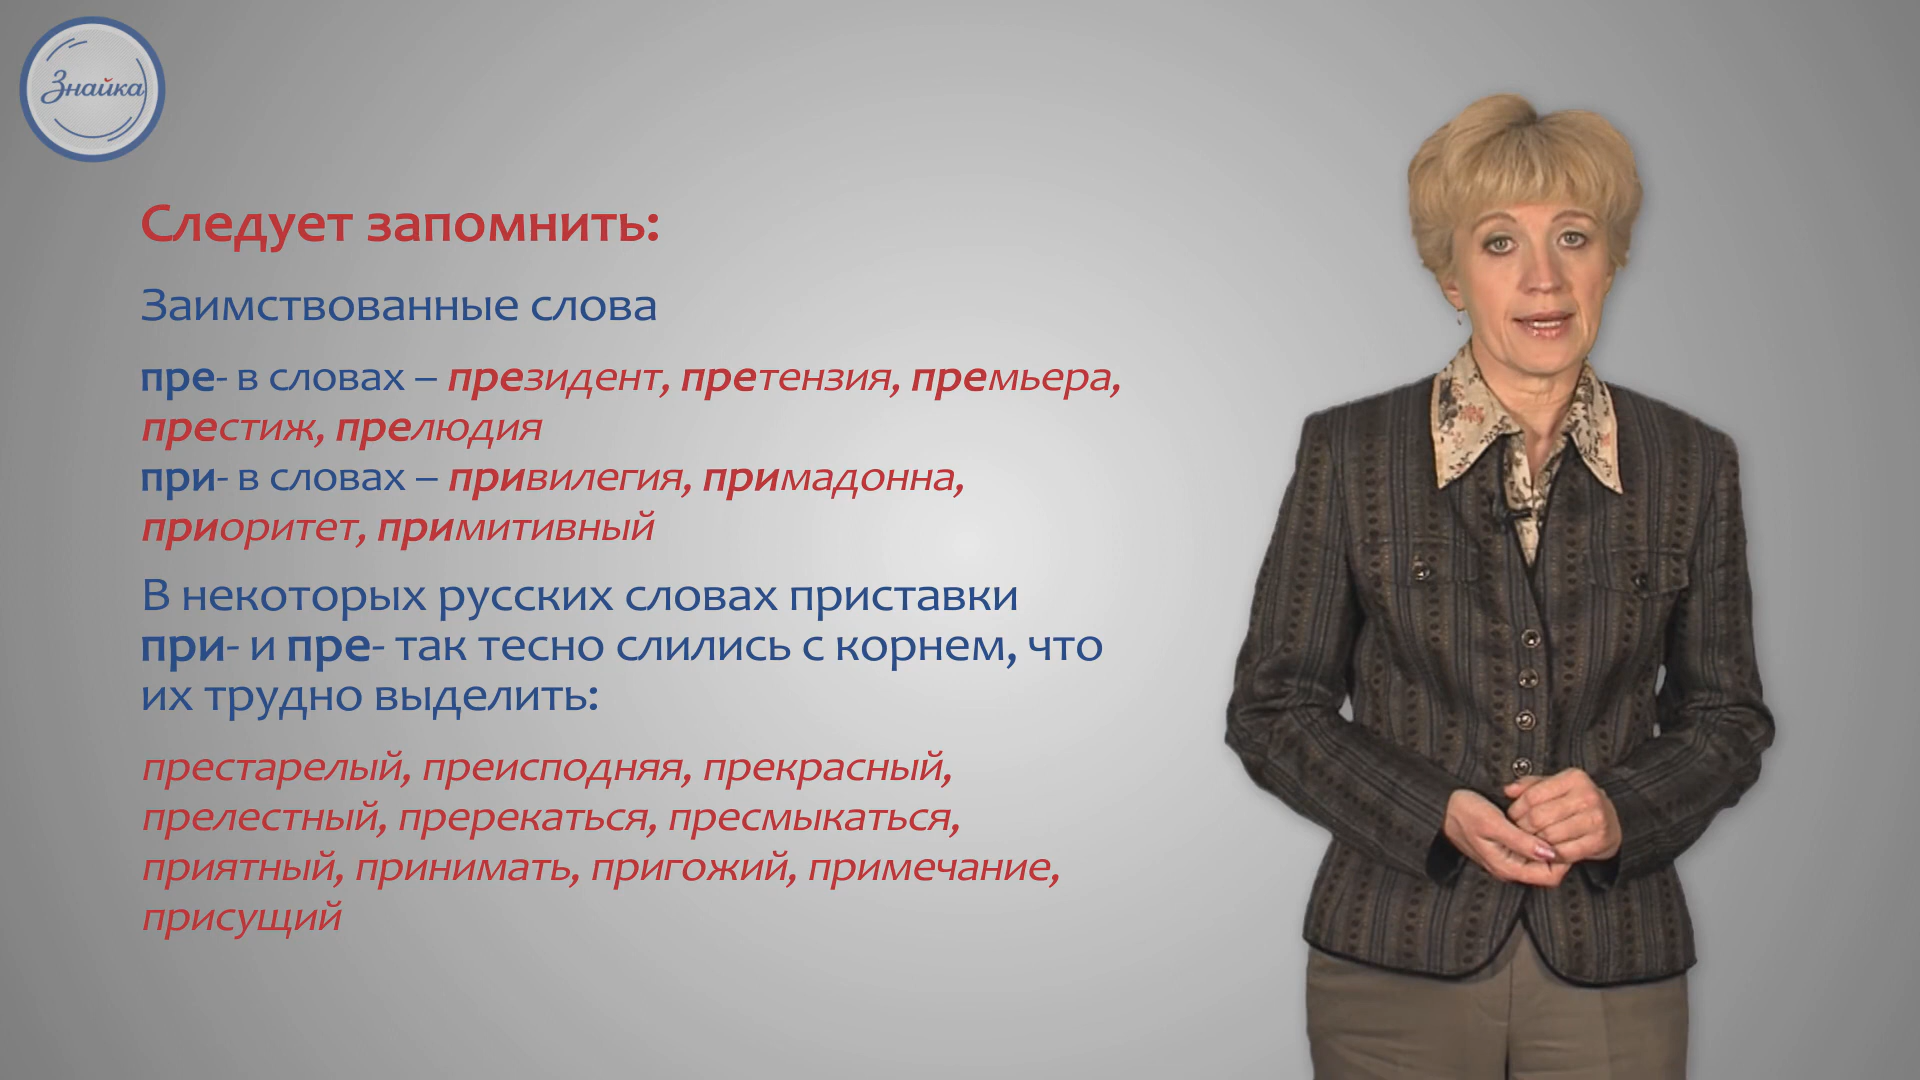 Знайка
Следует запомнить:
Заимствованные слова
пре- в словах – президент, претензия, премьера,
престиж, прелюдия
при- в словах – привилегия, примадонна,
приоритет, примитивный
В некоторых русских словах приставки
при- и пре- так тесно слились с корнем, что
их трудно выделить:
престарелый, преисподняя, прекрасный,
прелестный, пререкаться, пресмыкаться,
приятный, принимать, пригожий, примечание,
присущий